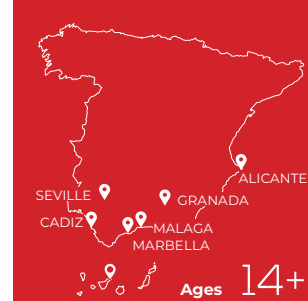 ALICANTE
SEVILLE
GRANADA
CADIZ
MALAGA
MARBELLA
Ages 14+